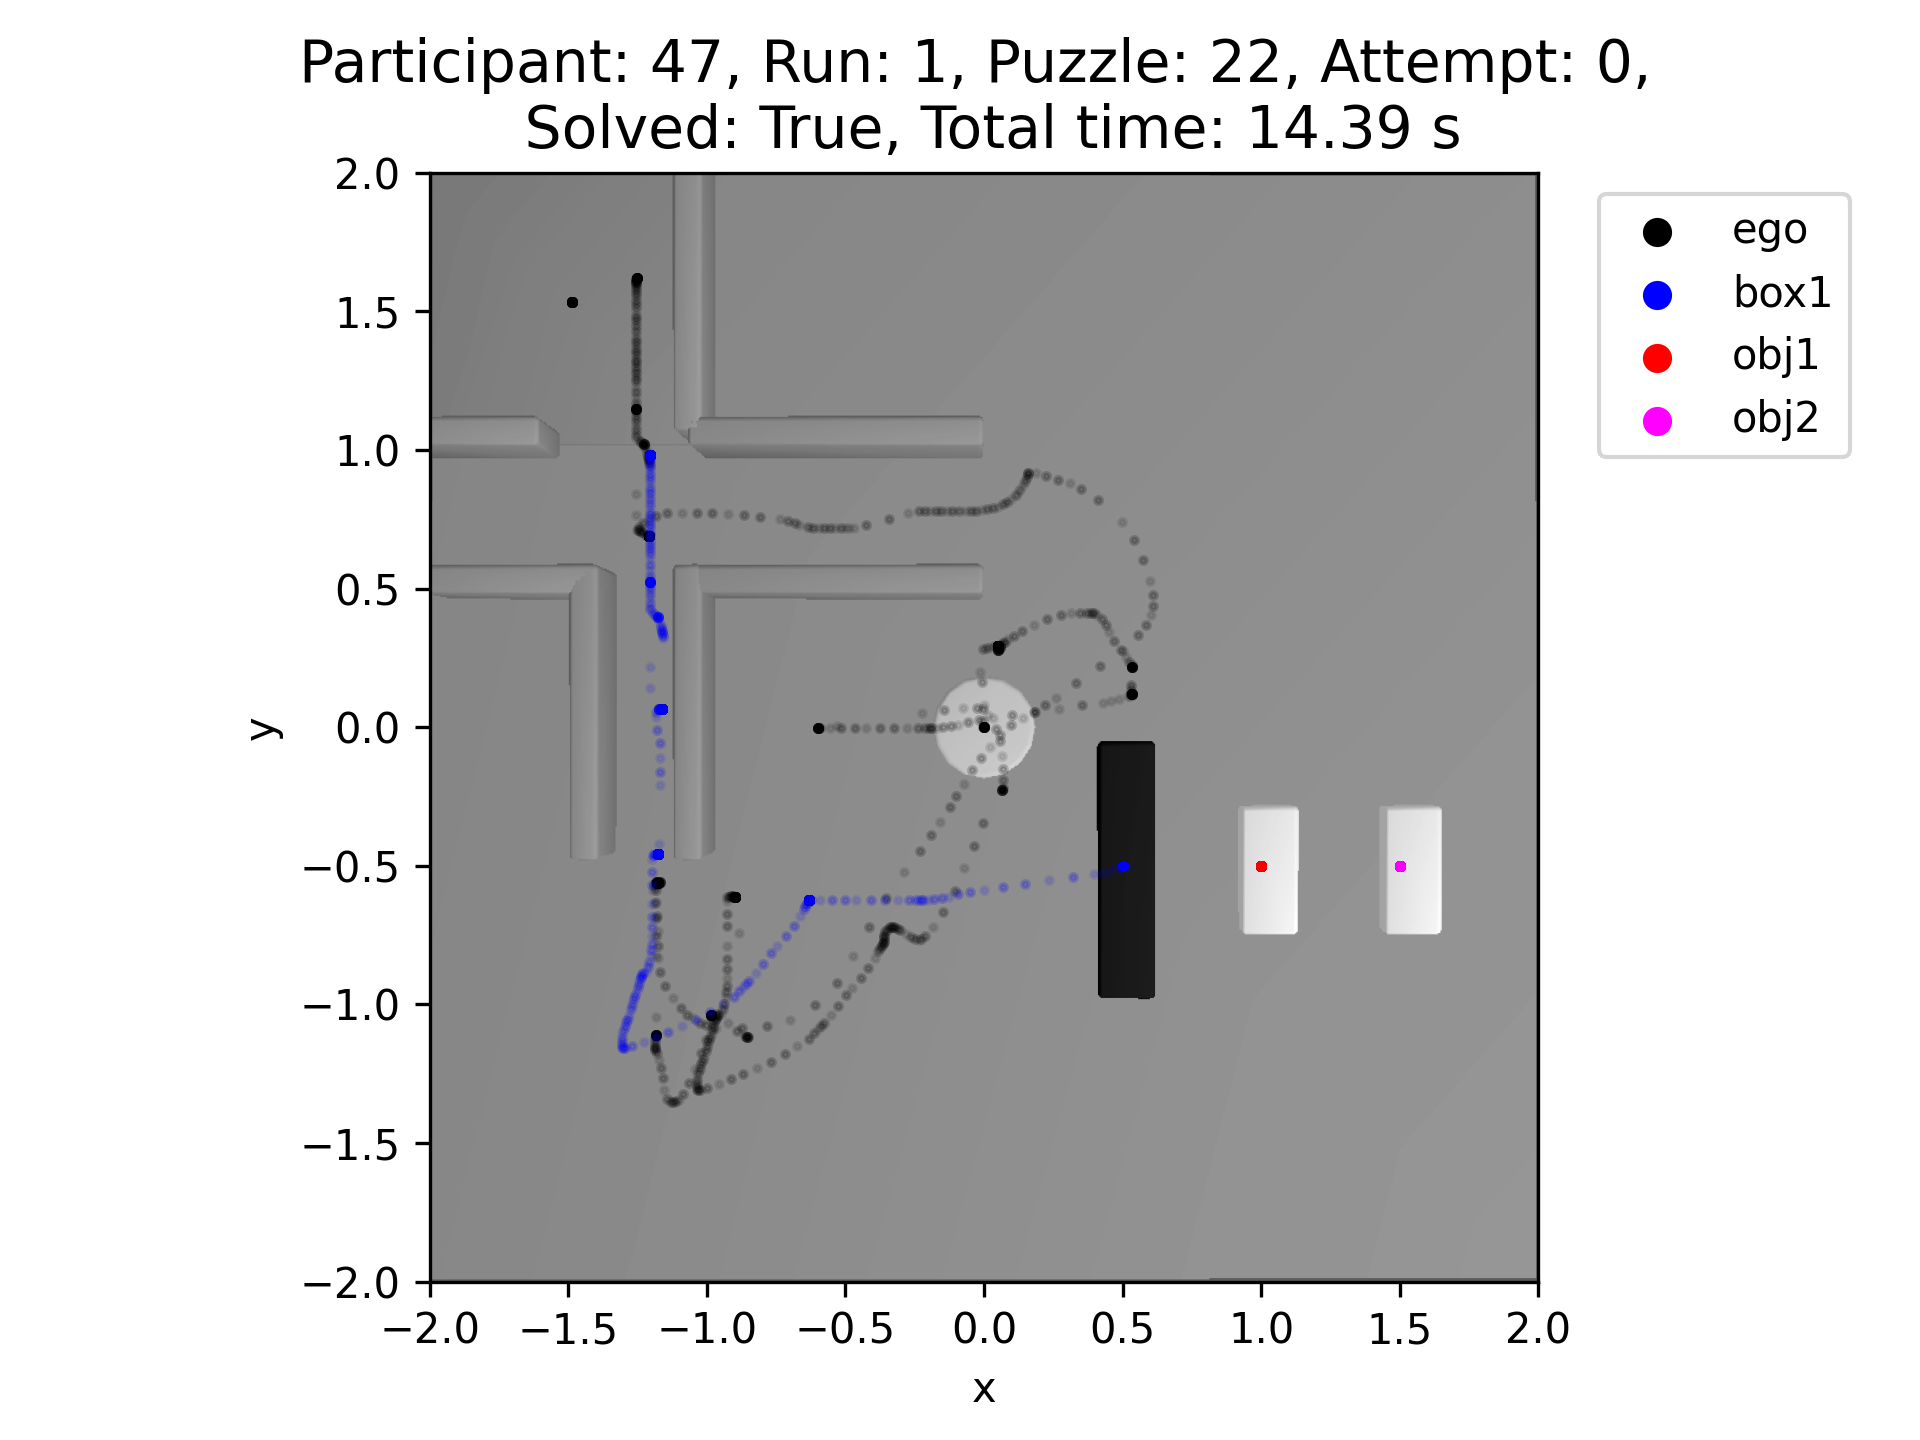 Participant: 47, Run: 1, Puzzle: 22, Attempt: 0,
Solved: True, Total time: 14.39 s
2.0
1.5
1.0
0.5
0.0
−0.5
−1.0
−1.5
−2.0
y
−2.0 −1.5 −1.0 −0.5 0.0 0.5 1.0 1.5 2.0
x
ego
box1
obj1
obj2